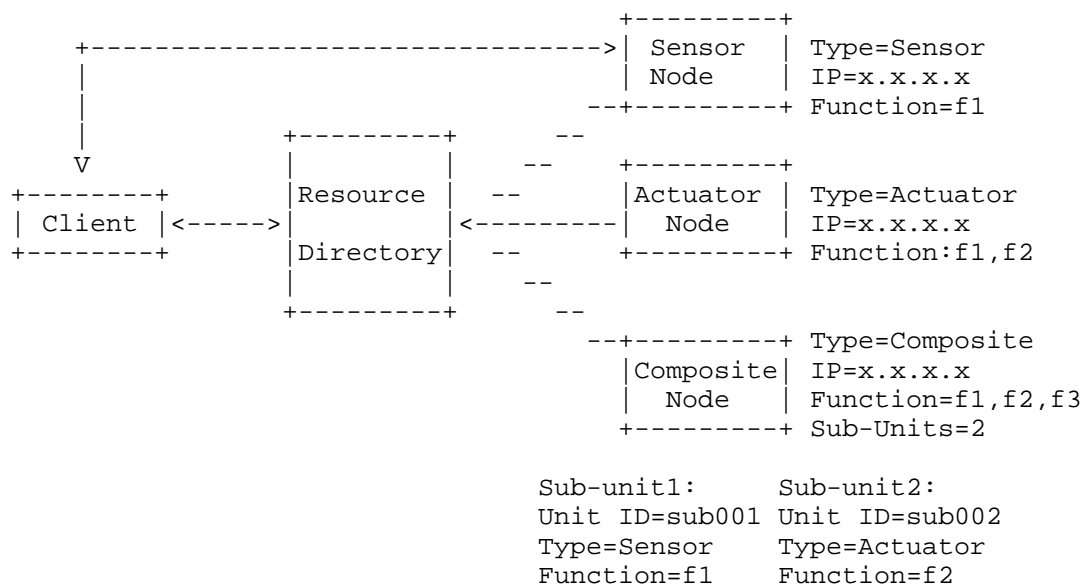 Sensor Type=Sensor
Node IP=x.x.x.x
Function=f1
V
Resource Actuator Type=Actuator
Client Node IP=x.x.x.x
Directory Function:f1,f2
Type=Composite
Composite IP=x.x.x.x
Node Function=f1,f2,f3
Sub-Units=2
Sub-unit1: Sub-unit2:
Unit ID=sub001 Unit ID=sub002
Type=Sensor Type=Actuator
Function=f1 Function=f2